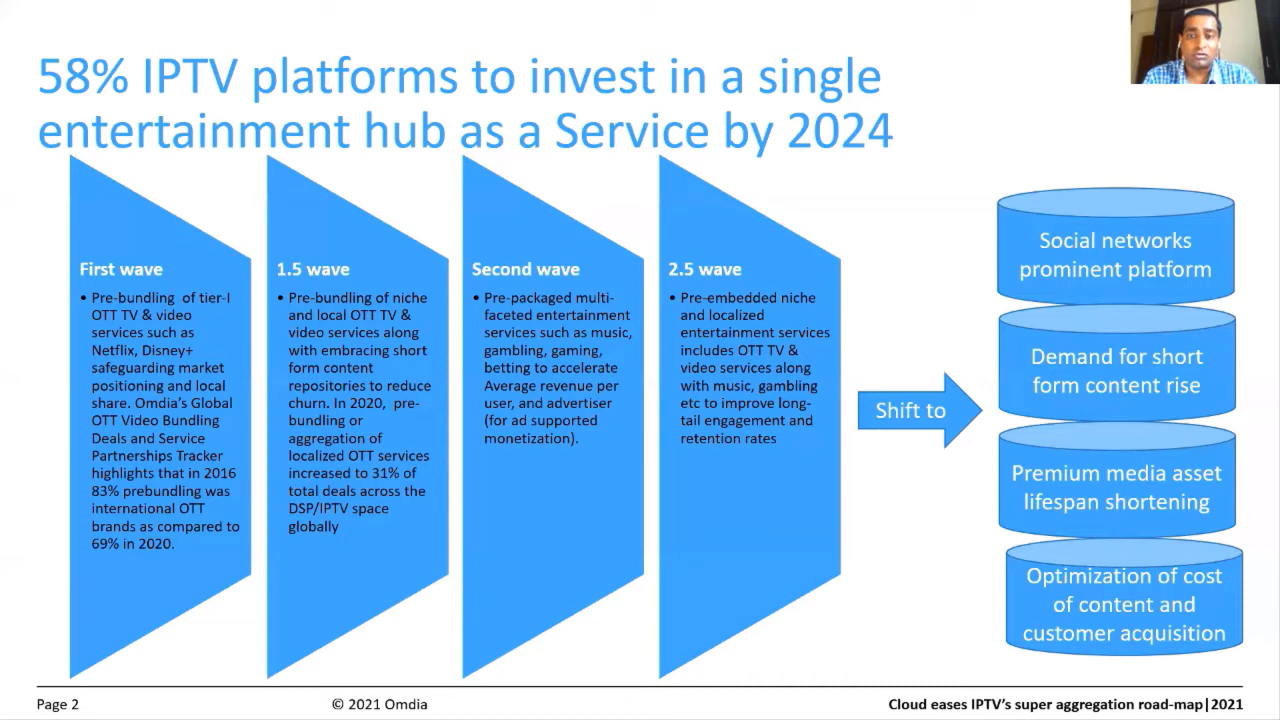 58% IPTV platforms to invest in a single
entertainment hub as a Service by 2024
First wave
• Pre-bundling of tier-I
OTT TV & video
services such as
Netflix, Disney+
safeguarding market
positioning and local
share. Omdia's Global
OTT Video Bundling
Deals and Service
Partnerships Tracker
highlights that in 2016
83% prebundling was
international OTT
brands as compared to
69% in 2020.
1.5 wave
• Pre-bundling of niche
and local OTT TV &
video services along
with embracing short
form content
repositories to reduce
churn. In 2020, pre-
bundling or
aggregation of
localized OTT services
increased to 31% of
total deals across the
DSP/IPTV space
globally
Second wave
• Pre-packaged multi-
faceted entertainment
services such as music,
gambling, gaming,
betting to accelerate
Average revenue per
user, and advertiser
(for ad supported
monetization).
2.5 wave
• Pre-embedded niche
and localized
entertainment services
includes OTT TV &
video services along
with music, gambling
etc to improve long-
tail engagement and
retention rates
Shift to
Social networks
prominent platform
Demand for short
form content rise
Premium media asset
lifespan shortening
Optimization of cost
of content and
customer acquisition
Page 2
© 2021 Omdia
Cloud eases IPTV's super aggregation road-map|2021